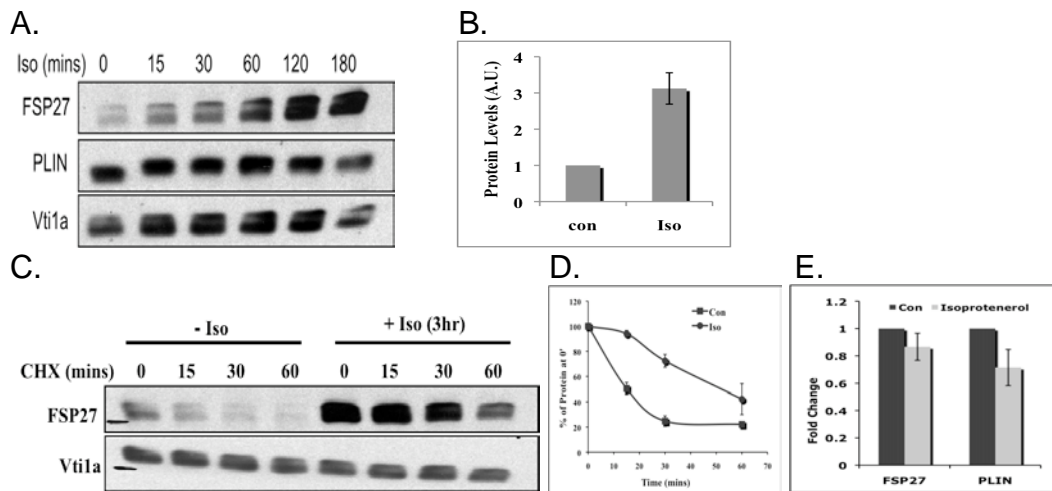 A.
Iso (mins) 0 15 30 60 120 180
FSP27
PLIN
Vti1a
B.
Protein Levels (A.U.)
4
3
2
1
0
con Iso
C.
- Iso + Iso (3hr)
CHX (mins) 0 15 30 60 0 15 30 60
FSP27
Vti1a
D.
% of Protein at 0'
120
100
80
60
40
20
0
Con
Iso
0 10 20 30 40 50 60 70
Time (mins)
E.
Con Isoprotenerol
Fold Change
1.2
1
0.8
0.6
0.4
0.2
0
FSP27 PLIN